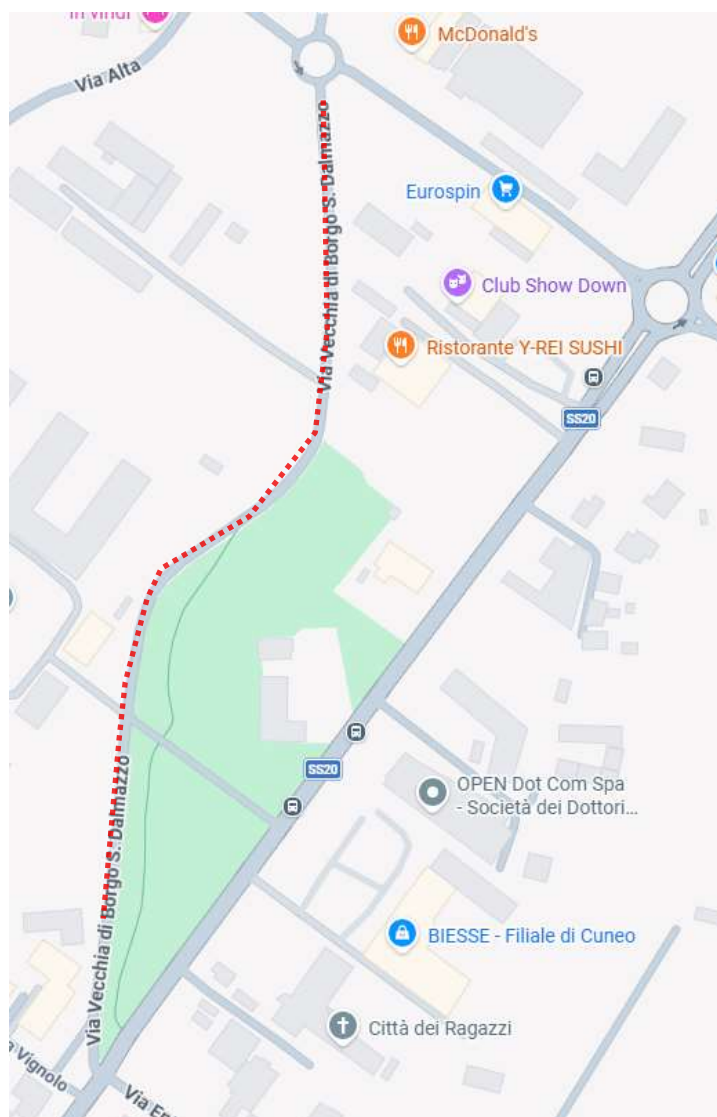 McDonald's
Via Alta
Via Vecchia di Borgo S. Dalmazzo
Eurospin
Club Show Down
Ristorante Y-REI SUSHI
SS20
SS20
OPEN Dot Com Spa
- Società dei Dottori...
Via Vecchia di Borgo S. Dalmazzo
BIESSE - Filiale di Cuneo
Città dei Ragazzi
Vignolo
Via